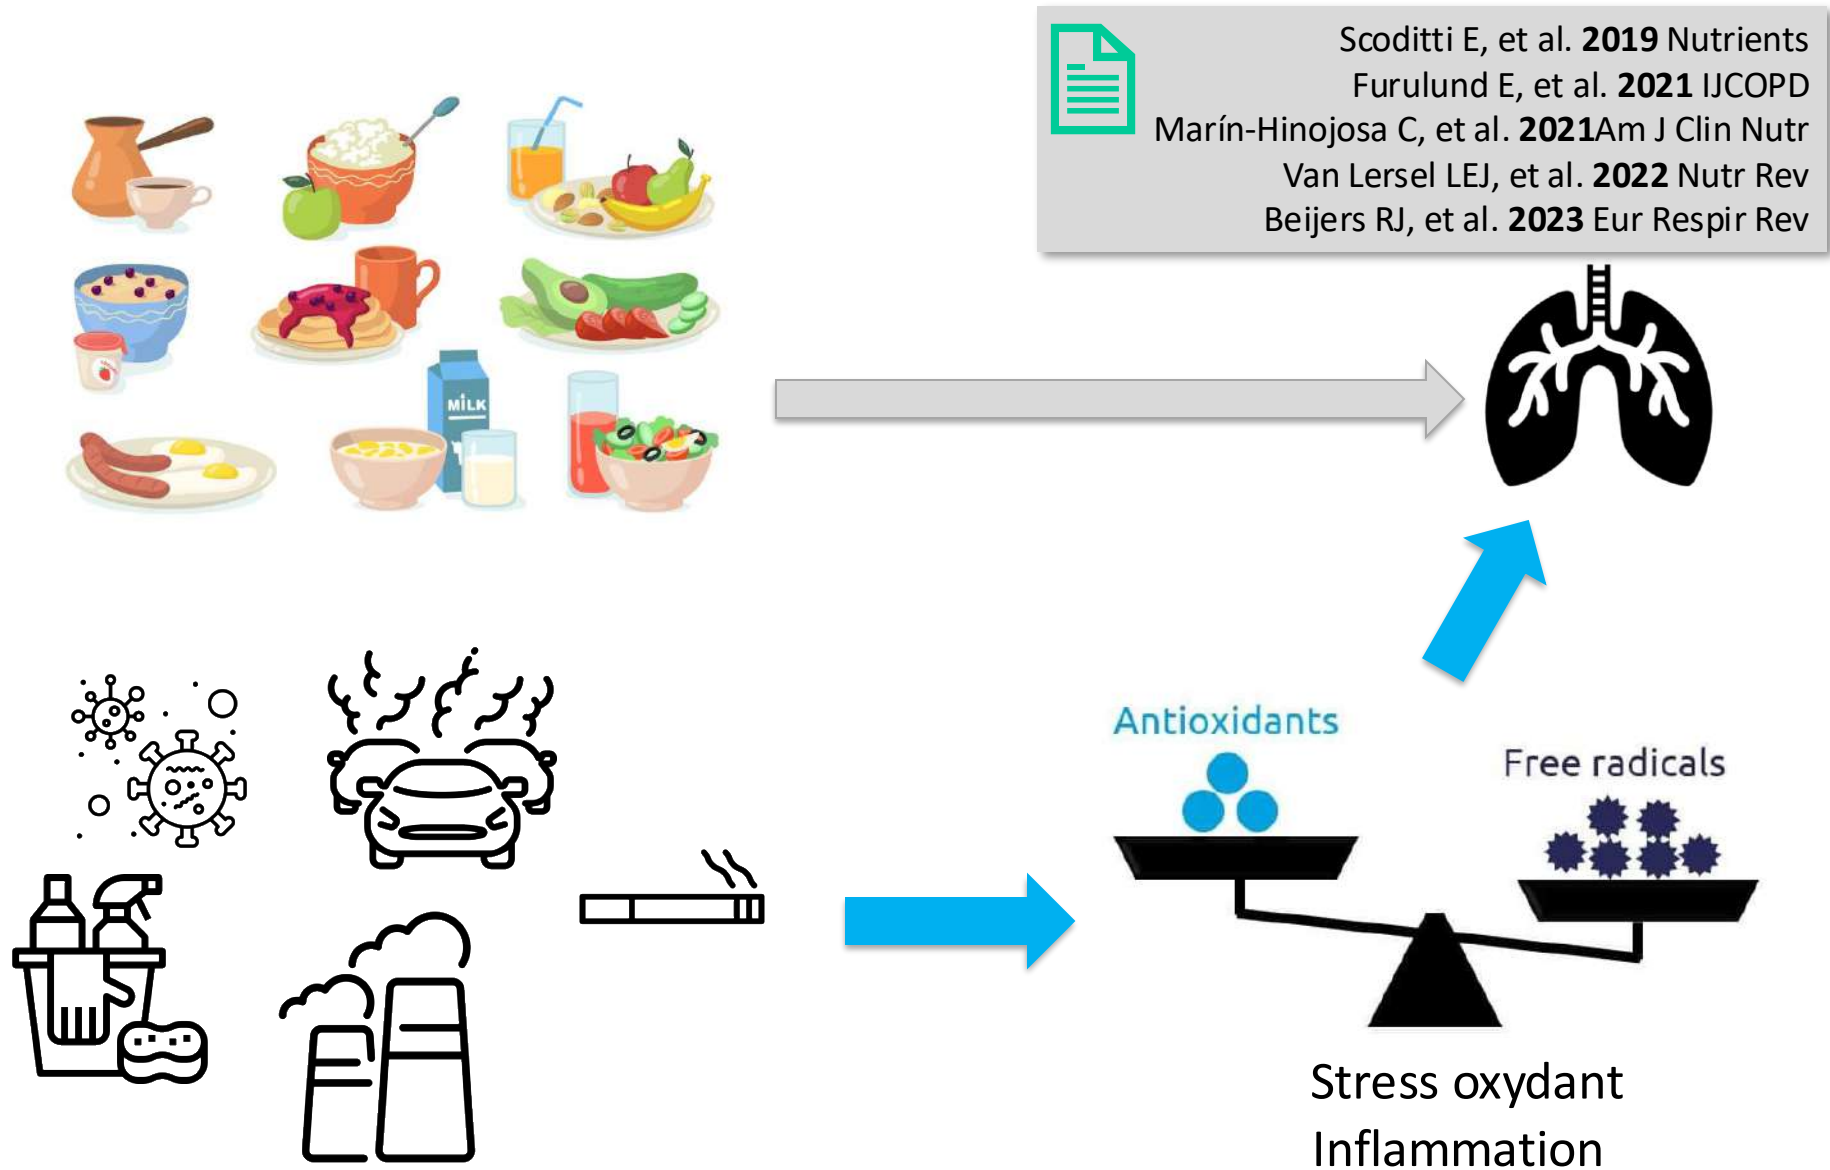 Scoditti E, et al. 2019 Nutrients
Furulund E, et al. 2021 IJCOPD
Marín-Hinojosa C, et al. 2021Am J Clin Nutr
Van Lersel LEJ, et al. 2022 Nutr Rev
Beijers RJ, et al. 2023 Eur Respir Rev
MiLK
Antioxidants
Free radicals
Stress oxydant
Inflammation